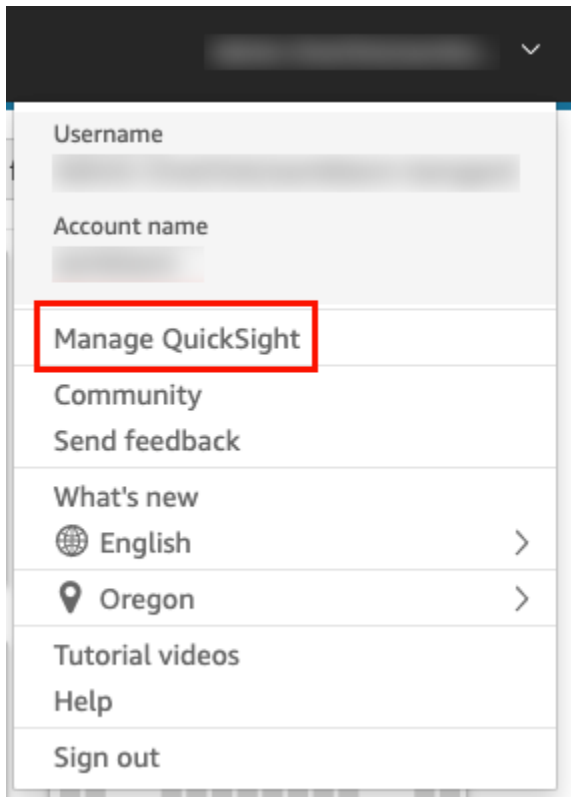 Username
Account name
Manage QuickSight
Community
Send feedback
What's new
English
Oregon
Tutorial videos
Help
Sign out